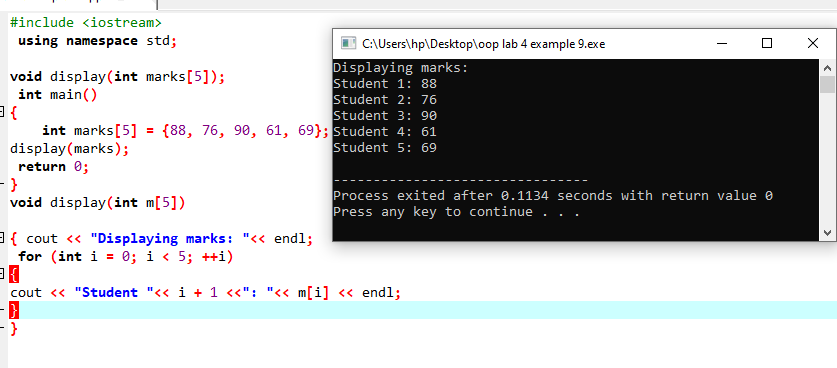 #include <iostream>
using namespace std;
void display(int marks[5]);
int main()
{
int marks[5] = {88, 76, 90, 61, 69};
display(marks);
return 0;
}
void display(int m[5])
{ cout << "Displaying marks: "<< endl;
for (int i = 0; i < 5; ++i)
{
cout << "Student "<< i + 1 <<": "<< m[i] << endl;
}
}
C:\Users\hp\Desktop\oop lab 4 example 9.exe
Displaying marks:
Student 1: 88
Student 2: 76
Student 3: 90
Student 4: 61
Student 5: 69
--------------------------------
Process exited after 0.1134 seconds with return value 0
Press any key to continue . . .